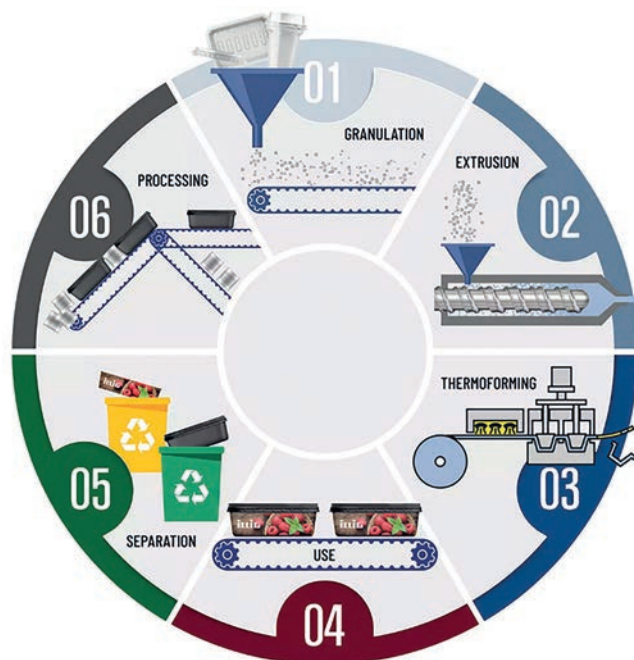 01
GRANULATION
EXTRUSION
02
THERMOFORMING
03
USE
04
SEPARATION
05
PROCESSING
06